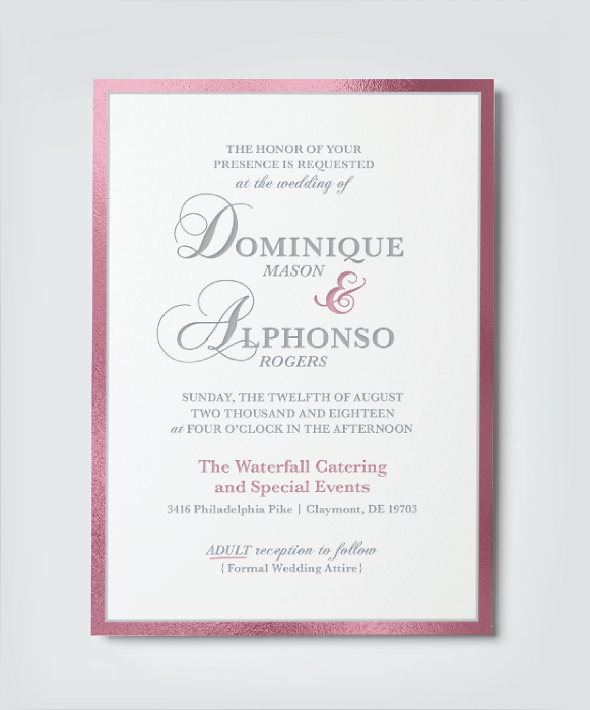 THE HONOR OF YOUR
PRESENCE IS REQUESTED
at the wedding of
DOMINIQUE
MASON
&
ALPHONSO
ROGERS
SUNDAY, THE TWELFTH OF AUGUST
TWO THOUSAND AND EIGHTEEN
at FOUR O'CLOCK IN THE AFTERNOON
The Waterfall Catering
and Special Events
3416 Philadelphia Pike | Claymont, DE 19703
ADULT reception to follow
{Formal Wedding Attire}